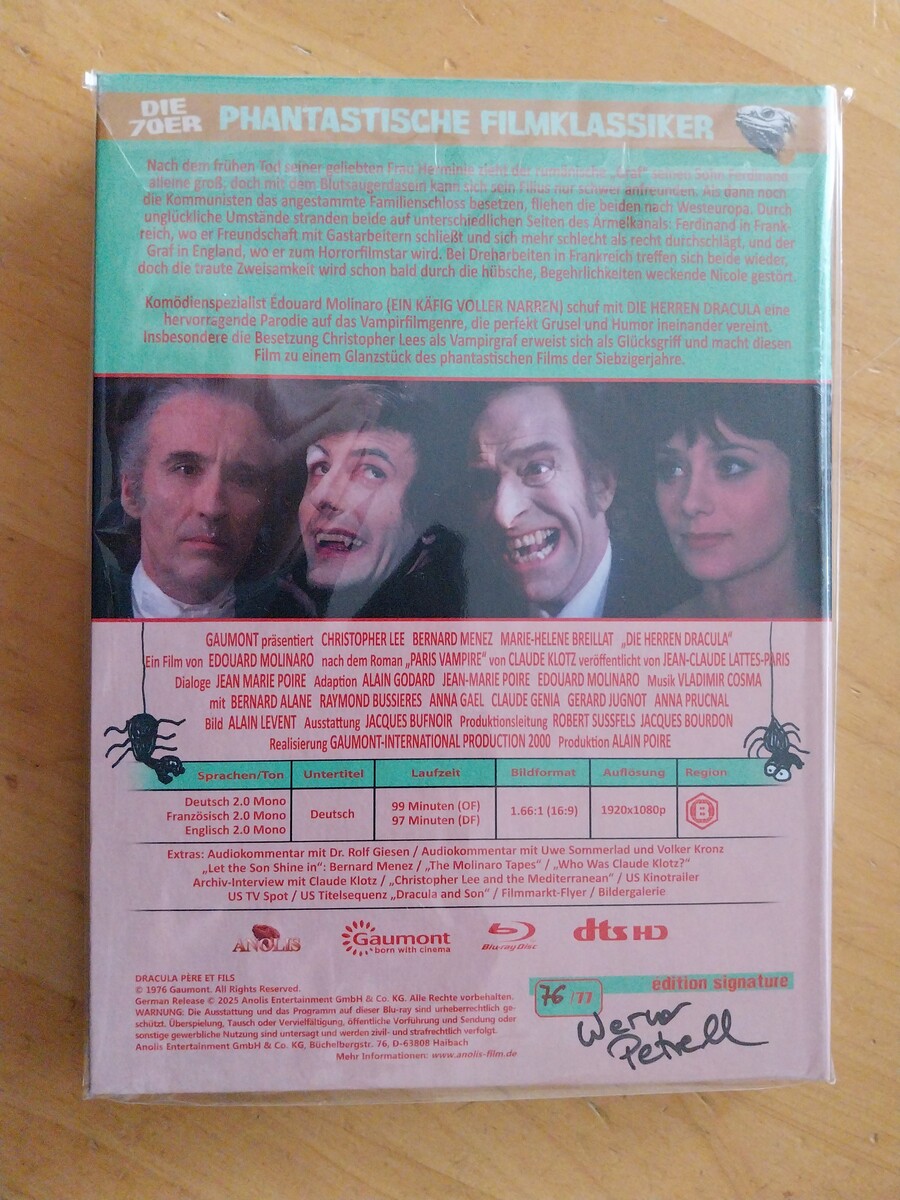 DIE
70ER
PHANTASTISCHE FILMKLASSIKER
Nach dem frühen Tod seiner geliebten Frau Herminie zieht der rumänische „Graf“ seinen Sohn Ferdinand
alleine groß, doch mit dem Blutsaugerdasein kann sich sein Filius nur schwer anfreunden. Als dann noch
die Kommunisten das angestammte Familienschloss besetzen, fliehen die beiden nach Westeuropa. Durch
unglückliche Umstände stranden beide auf unterschiedlichen Seiten des Ärmelkanals: Ferdinand in Frank-
reich, wo er Freundschaft mit Gastarbeitern schließt und sich mehr schlecht als recht durchschlägt, und der
Graf in England, wo er zum Horrorfilmstar wird. Bei Dreharbeiten in Frankreich treffen sich beide wieder,
doch die traute Zweisamkeit wird schon bald durch die hübsche, Begehrlichkeiten weckende Nicole gestört.
Komödienspezialist Édouard Molinaro (EIN KÄFIG VOLLER NARREN) schuf mit DIE HERREN DRACULA eine
hervorragende Parodie auf das Vampirfilmgenre, die perfekt Grusel und Humor ineinander vereint.
Insbesondere die Besetzung Christopher Lees als Vampirgraf erweist sich als Glücksgriff und macht diesen
Film zu einem Glanzstück des phantastischen Films der Siebzigerjahre.
GAUMONT präsentiert CHRISTOPHER LEE BERNARD MENEZ MARIE-HELENE BREILLAT „DIE HERREN DRACULA“
Ein Film von EDOUARD MOLINARO nach dem Roman „PARIS VAMPIRE“ von CLAUDE KLOTZ veröffentlicht von JEAN-CLAUDE LATTES-PARIS
Dialoge JEAN MARIE POIRE Adaption ALAIN GODARD JEAN-MARIE POIRE EDOUARD MOLINARO Musik VLADIMIR COSMA
mit BERNARD ALANE RAYMOND BUSSIERES ANNA GAEL CLAUDE GENIA GERARD JUGNOT ANNA PRUCNAL
Bild ALAIN LEVENT Ausstattung JACQUES BUFNOIR Produktionsleitung ROBERT SUSSFELS JACQUES BOURDON
Realisierung GAUMONT-INTERNATIONAL PRODUCTION 2000 Produktion ALAIN POIRE
Sprachen/Ton Untertitel Laufzeit Bildformat Auflösung Region
Deutsch 2.0 Mono
Französisch 2.0 Mono
Englisch 2.0 Mono
Deutsch
99 Minuten (OF)
97 Minuten (DF)
1.66:1 (16:9)
1920x1080p
Extras: Audiokommentar mit Dr. Rolf Giesen / Audiokommentar mit Uwe Sommerlad und Volker Kronz
„Let the Son Shine in“: Bernard Menez / „The Molinaro Tapes“ / „Who Was Claude Klotz?“
Archiv-Interview mit Claude Klotz / „Christopher Lee and the Mediterranean“ / US Kinotrailer
US TV Spot / US Titelsequenz „Dracula and Son“ / Filmmarkt-Flyer / Bildergalerie
ANOLIS
Gaumont
born with cinema
Blu-ray Disc
dts HD
DRACULA PÈRE ET FILS
© 1976 Gaumont. All Rights Reserved.
German Release © 2025 Anolis Entertainment GmbH & Co. KG. Alle Rechte vorbehalten.
WARNUNG: Die Ausstattung und das Programm auf dieser Blu-ray sind urheberrechtlich ge-
schützt. Überspielung, Tausch oder Vervielfältigung, öffentliche Vorführung und Sendung oder
sonstige gewerbliche Nutzung sind untersagt und werden zivil- und strafrechtlich verfolgt.
Anolis Entertainment GmbH & Co. KG, Büchelbergstr. 76, D-63808 Haibach
Mehr Informationen: www.anolis-film.de
édition signature
76 /77
Werner
Petrell